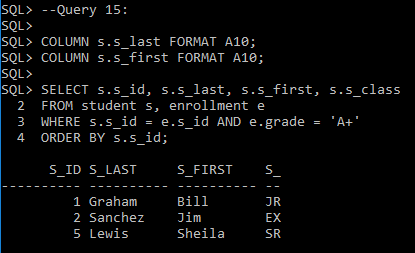 SQL> --Query 15:
SQL>
SQL> COLUMN s.s_last FORMAT A10;
SQL> COLUMN s.s_first FORMAT A10;
SQL>
SQL> SELECT s.s_id, s.s_last, s.s_first, s.s_class
  2  FROM student s, enrollment e
  3  WHERE s.s_id = e.s_id AND e.grade = 'A+'
  4  ORDER BY s.s_id;

      S_ID S_LAST     S_FIRST    S_
---------- ---------- ---------- --
         1 Graham     Bill       JR
         2 Sanchez    Jim        EX
         5 Lewis      Sheila     SR